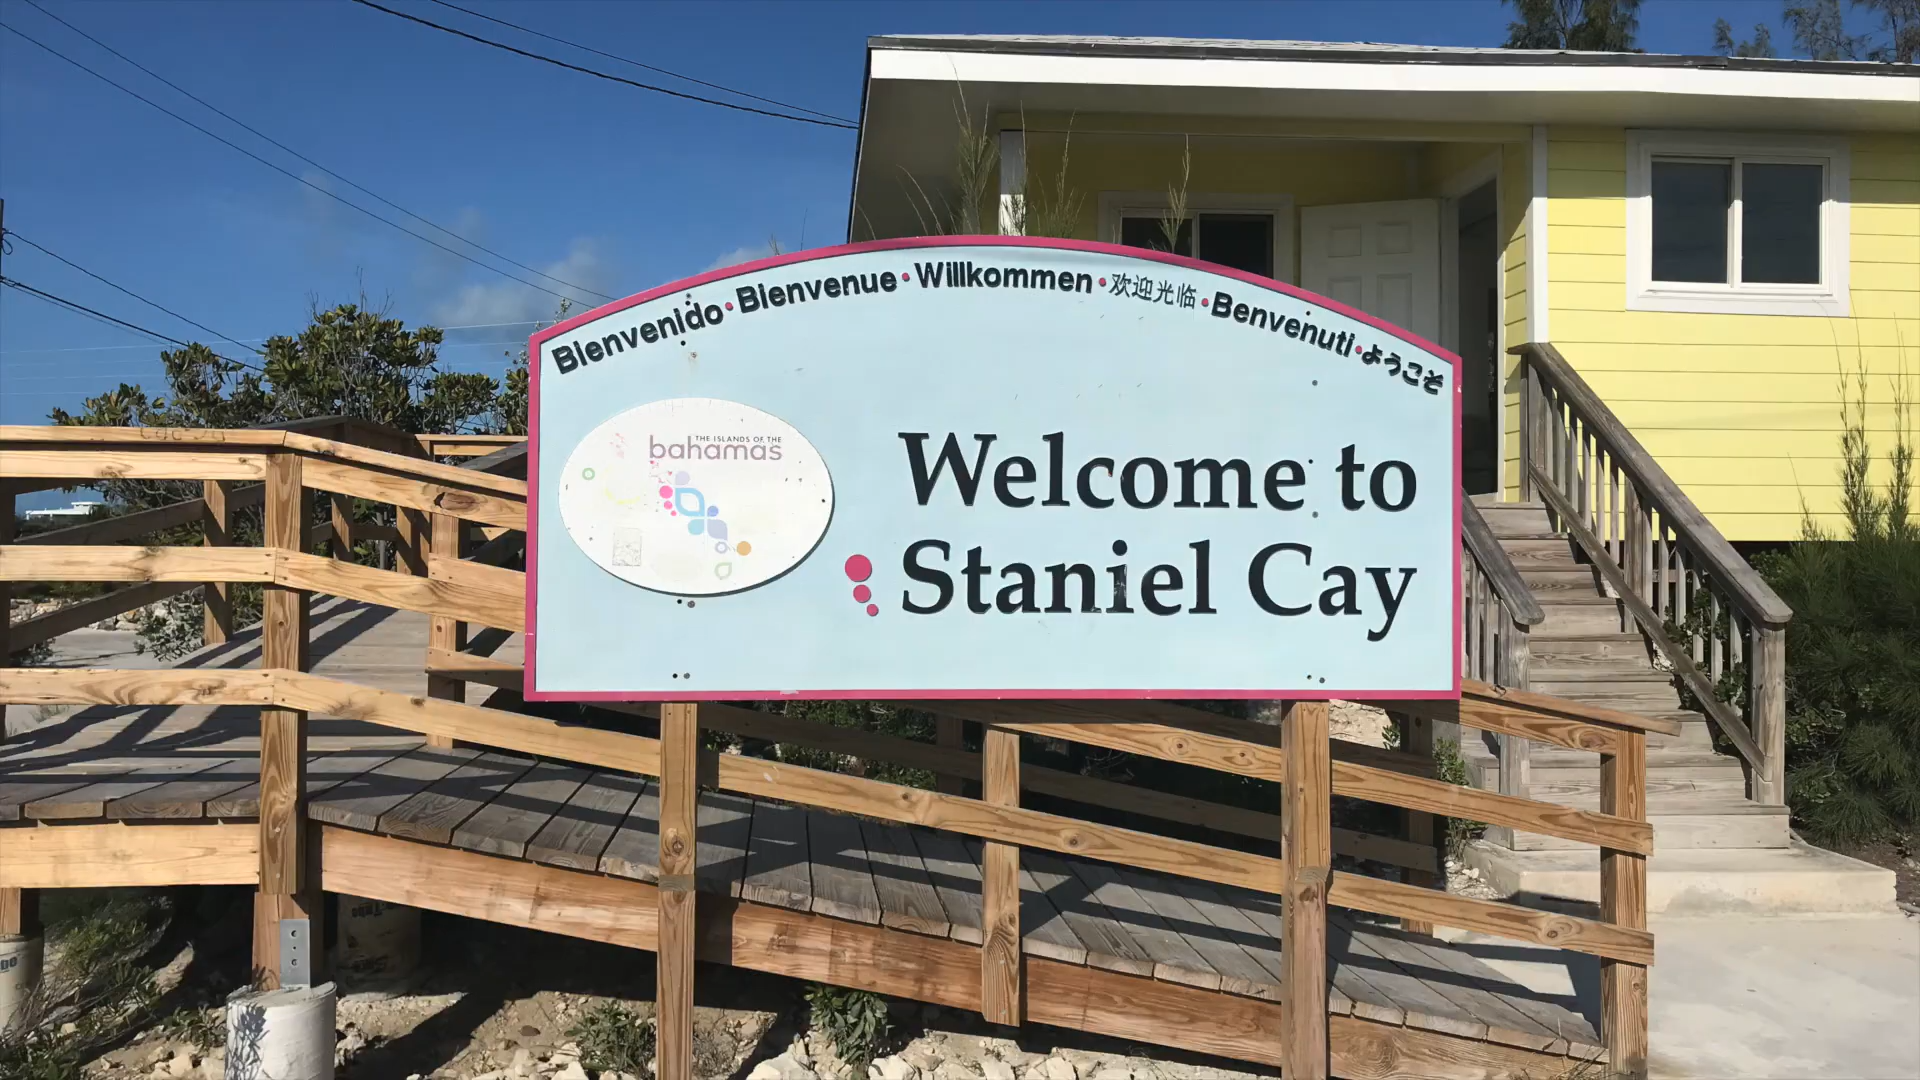 Bienvenido • Bienvenue • Willkommen • 欢迎光临 • Benvenuti • ようこそ
THE ISLANDS OF THE
bahamas
Welcome to
Staniel Cay